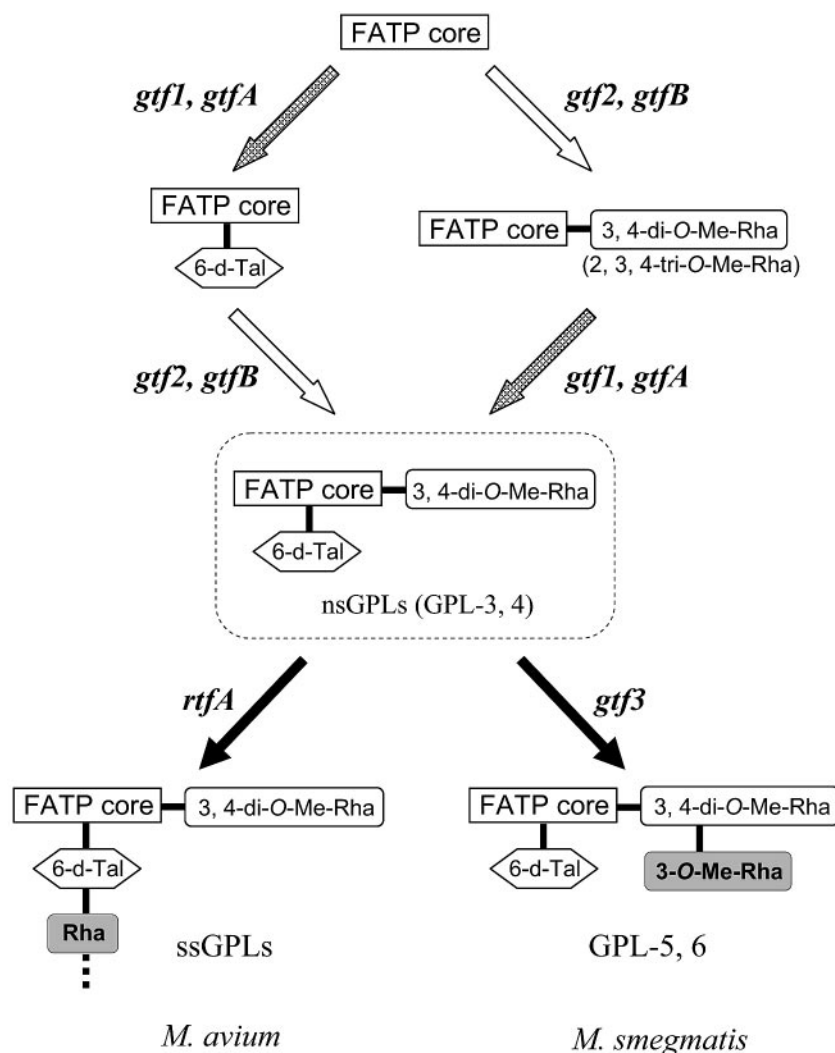 FATP core
gtf1, gtfA
gtf2, gtfB
FATP core
6-d-Tal
FATP core
3, 4-di-O-Me-Rha
(2, 3, 4-tri-O-Me-Rha)
gtf2, gtfB
gtf1, gtfA
FATP core
3, 4-di-O-Me-Rha
6-d-Tal
nsGPLs (GPL-3, 4)
rtfA
gtf3
FATP core
3, 4-di-O-Me-Rha
6-d-Tal
Rha
ssGPLs
FATP core
3, 4-di-O-Me-Rha
6-d-Tal
3-O-Me-Rha
GPL-5, 6
M. avium
M. smegmatis